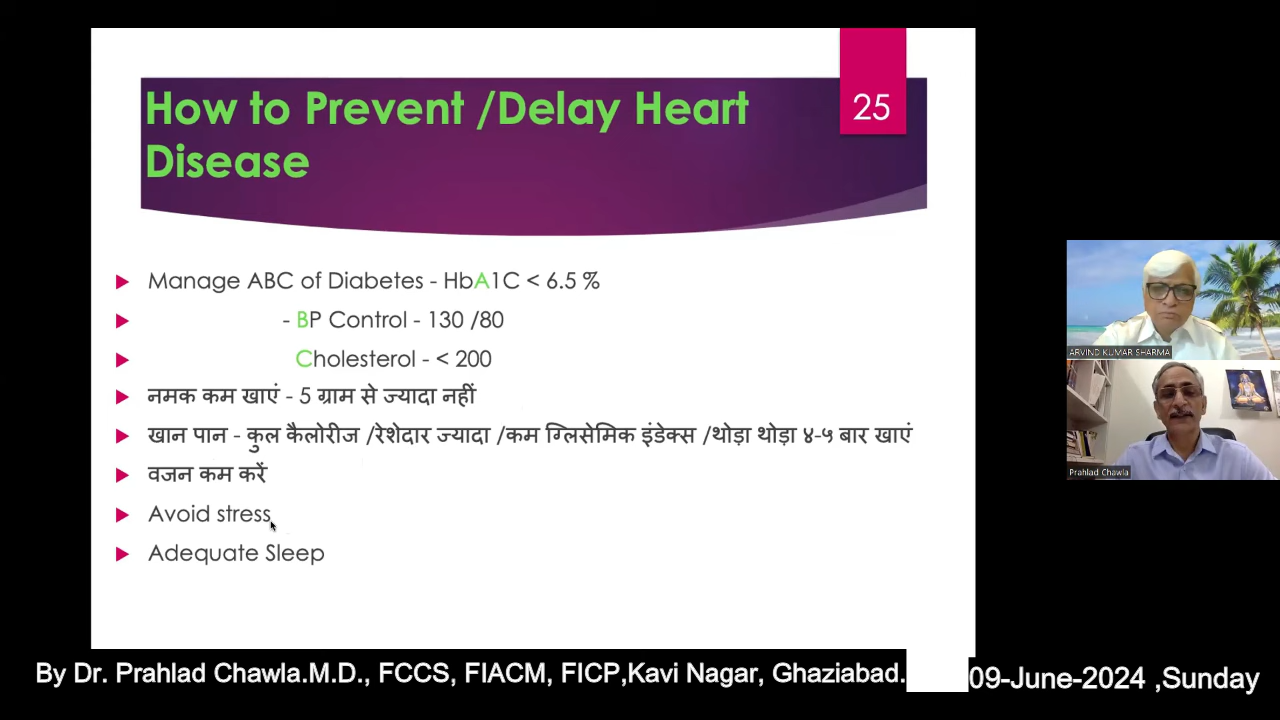 How to Prevent /Delay Heart
Disease
25
Manage ABC of Diabetes - HbA1C < 6.5 %
- BP Control - 130 /80
Cholesterol - < 200
नमक कम खाएं - 5 ग्राम से ज्यादा नहीं
खान पान - कुल कैलोरीज /रेशेदार ज्यादा /कम ग्लिसेमिक इंडेक्स /थोड़ा थोड़ा ४-५ बार खाएं
वजन कम करें
Avoid stress
Adequate Sleep
ARVIND KUMAR SHARMA
Prahlad Chawla
By Dr. Prahlad Chawla.M.D., FCCS, FIACM, FICP,Kavi Nagar, Ghaziabad.
09-June-2024 ,Sunday